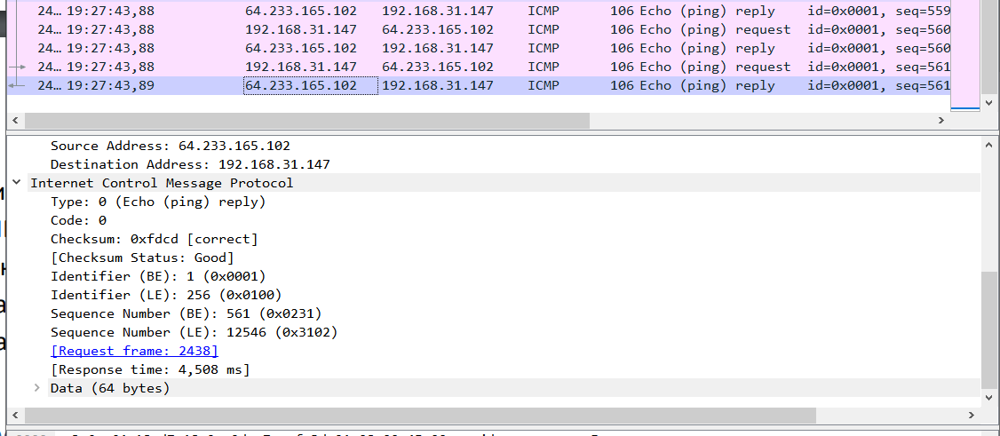 24… 19:27:43,88 64.233.165.102 192.168.31.147 ICMP 106 Echo (ping) reply id=0x0001, seq=559
24… 19:27:43,88 192.168.31.147 64.233.165.102 ICMP 106 Echo (ping) request id=0x0001, seq=560
24… 19:27:43,88 64.233.165.102 192.168.31.147 ICMP 106 Echo (ping) reply id=0x0001, seq=560
24… 19:27:43,88 192.168.31.147 64.233.165.102 ICMP 106 Echo (ping) request id=0x0001, seq=561
24… 19:27:43,89 64.233.165.102 192.168.31.147 ICMP 106 Echo (ping) reply id=0x0001, seq=561
Source Address: 64.233.165.102
Destination Address: 192.168.31.147
Internet Control Message Protocol
Type: 0 (Echo (ping) reply)
Code: 0
Checksum: 0xfdcd [correct]
[Checksum Status: Good]
Identifier (BE): 1 (0x0001)
Identifier (LE): 256 (0x0100)
Sequence Number (BE): 561 (0x0231)
Sequence Number (LE): 12546 (0x3102)
[Request frame: 2438]
[Response time: 4,508 ms]
Data (64 bytes)